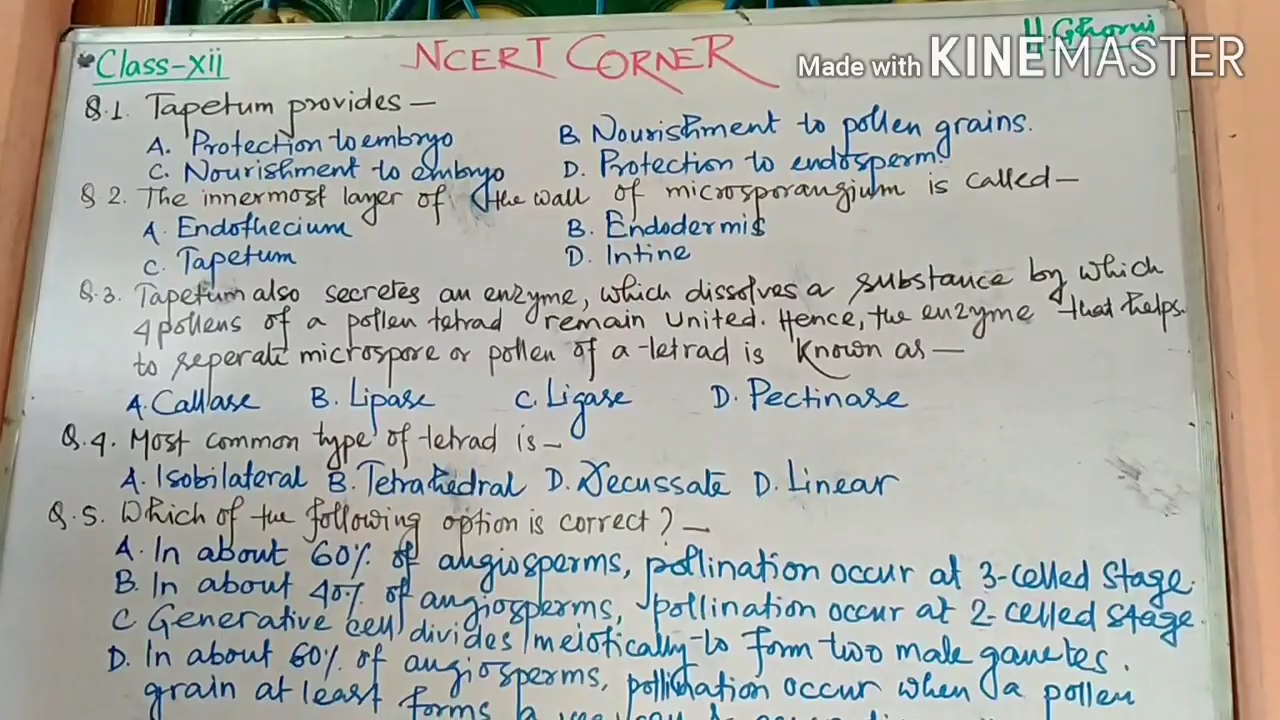 Class-xii
NCERT CORNER
Made with KINEMASTER
Q.1. Tapetum provides —
A. Protection to embryo B. Nourishment to pollen grains.
C. Nourishment to embryo D. Protection to endosperm.
Q 2. The innermost layer of the wall of microsporangium is called—
A. Endothecium B. Endodermis
C. Tapetum D. Intine
Q.3. Tapetum also secretes an enzyme, which dissolves a substance by which
4 pollens of a pollen tetrad remain united. Hence, the enzyme that helps
to seperate microspore or pollen of a tetrad is known as —
A. Callase B. Lipase C. Ligase D. Pectinase
Q.4. Most common type of tetrad is —
A. Isobilateral B. Tetrahedral D. Decussate D. Linear
Q.5. Which of the following option is correct? —
A. In about 60% of angiosperms, pollination occur at 3-celled stage.
B. In about 40% of angiosperms, pollination occur at 2-celled stage.
C Generative cell divides meiotically to form two male gametes.
D. In about 60% of angiosperms, pollination occur when a pollen
grain at least forms a